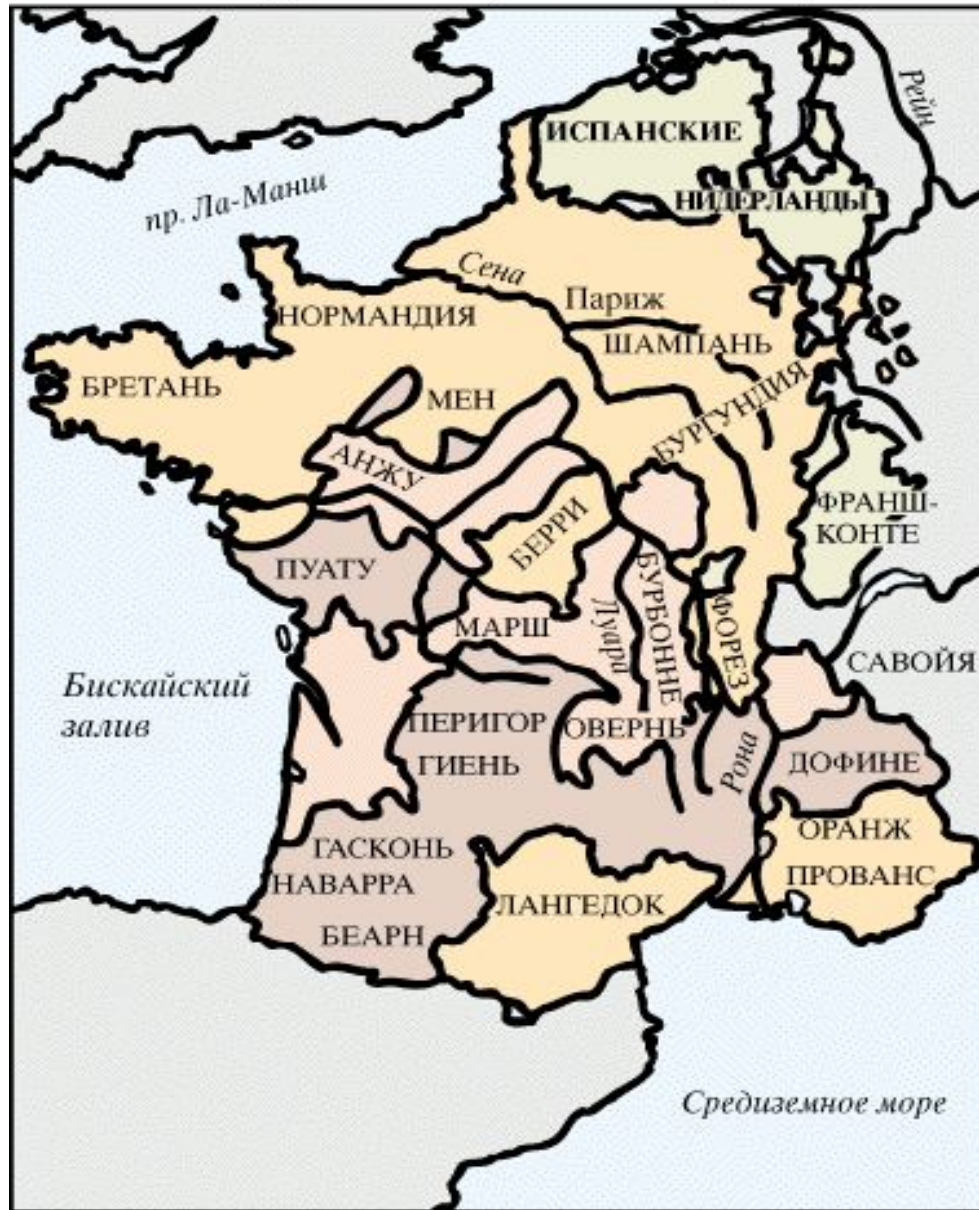 Рейн
ИСПАНСКИЕ
НИДЕРЛАНДЫ
пр. Ла-Манш
Сена
Париж
НОРМАНДИЯ
ШАМПАНЬ
БРЕТАНЬ
МЕН
БУРГУНДИЯ
АНЖУ
ФРАНШ-
КОНТЕ
БЕРРИ
ПУАТУ
БУРБОННЕ
ФОРЕЗ
МАРШ
Луара
САВОЙЯ
Бискайский
залив
ПЕРИГОР
ОВЕРНЬ
ГИЕНЬ
Рона
ДОФИНЕ
ОРАНЖ
ГАСКОНЬ
НАВАРРА
ПРОВАНС
ЛАНГЕДОК
БЕАРН
Средиземное море